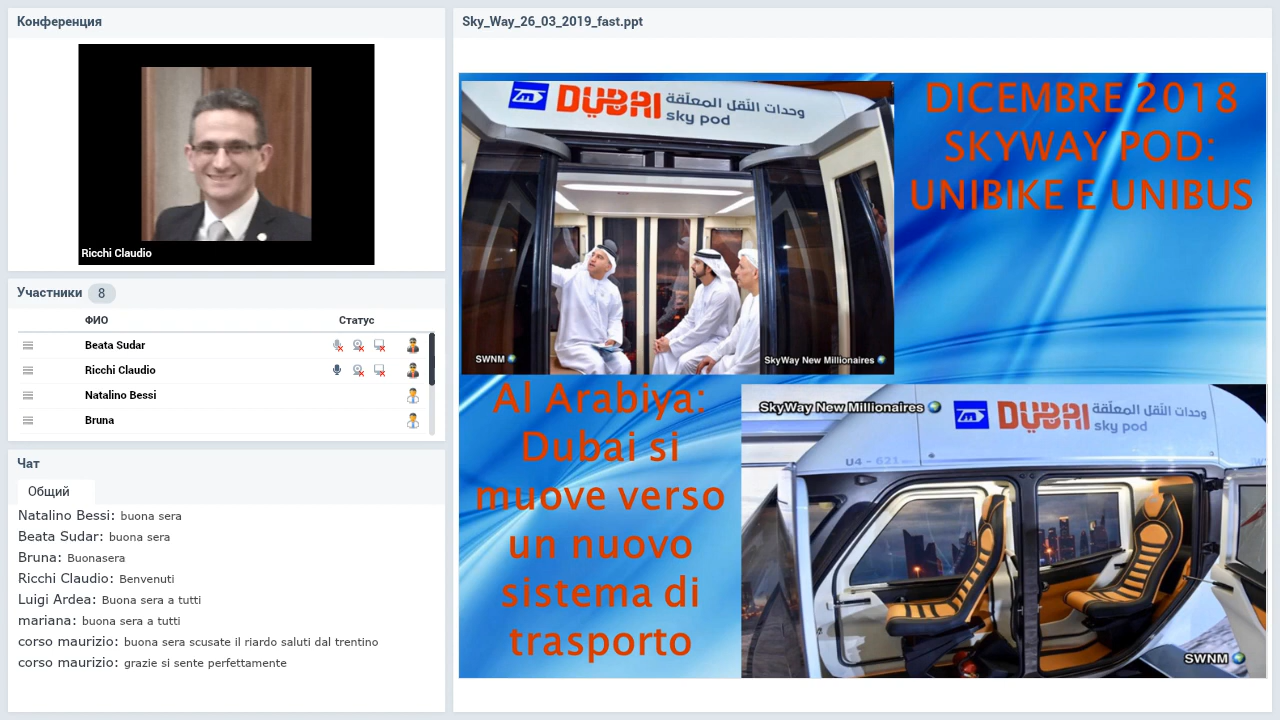 Конференция
Ricchi Claudio
Участники 8
ФИО Статус
Beata Sudar
Ricchi Claudio
Natalino Bessi
Bruna
Чат
Общий
Natalino Bessi: buona sera
Beata Sudar: buona sera
Bruna: Buonasera
Ricchi Claudio: Benvenuti
Luigi Ardea: Buona sera a tutti
mariana: buona sera a tutti
corso maurizio: buona sera scusate il riardo saluti dal trentino
corso maurizio: grazie si sente perfettamente
Sky_Way_26_03_2019_fast.ppt
DUBAI وحدات النقل المعلّقة
sky pod
SWNM
SkyWay New Millionaires
DICEMBRE 2018
SKYWAY POD:
UNIBIKE E UNIBUS
Al Arabiya:
Dubai si
muove verso
un nuovo
sistema di
trasporto
SkyWay New Millionaires
DUBAI وحدات النقل المعلّقة
sky pod
U4 - 621
SWNM